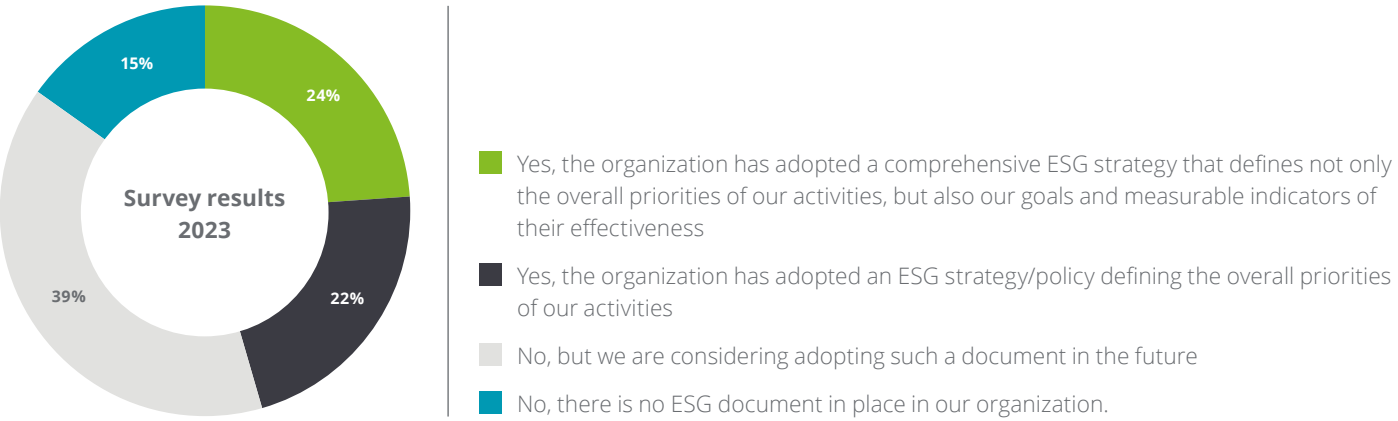 15%
24%
Survey results
2023
39%
22%
Yes, the organization has adopted a comprehensive ESG strategy that defines not only
the overall priorities of our activities, but also our goals and measurable indicators of
their effectiveness
Yes, the organization has adopted an ESG strategy/policy defining the overall priorities
of our activities
No, but we are considering adopting such a document in the future
No, there is no ESG document in place in our organization.